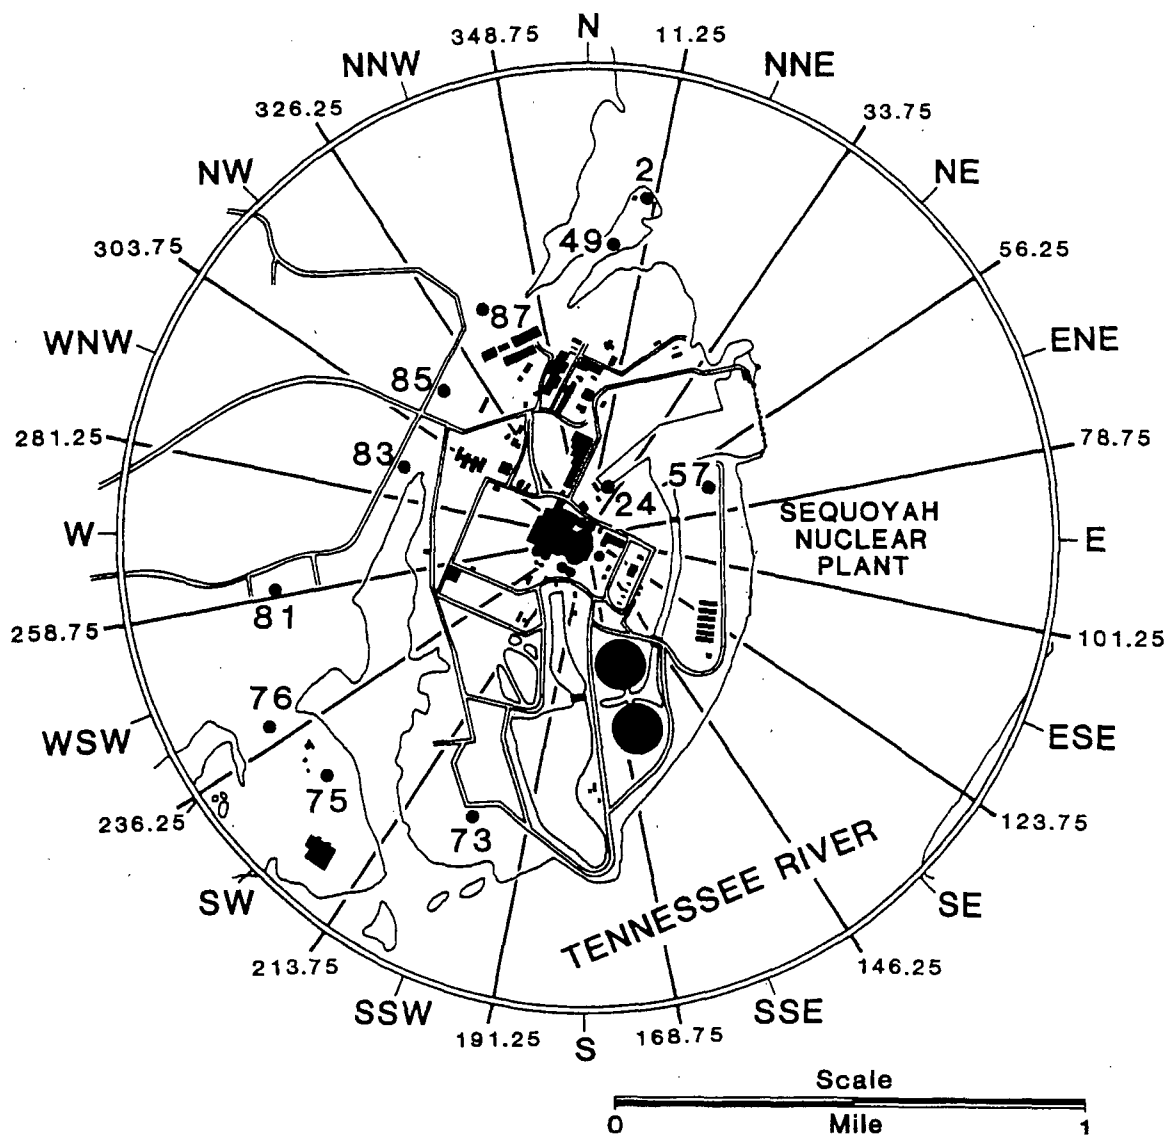 N
348.75
11.25
NNW
NNE
326.25
33.75
NW
2
NE
49
303.75
56.25
87
WNW
ENE
85
281.25
78.75
83
57
24
W
SEQUOYAH
NUCLEAR
PLANT
E
81
258.75
101.25
76
WSW
ESE
75
236.25
73
123.75
TENNESSEE RIVER
SW
SE
213.75
146.25
SSW
SSE
191.25
168.75
S
Scale
0
Mile
1